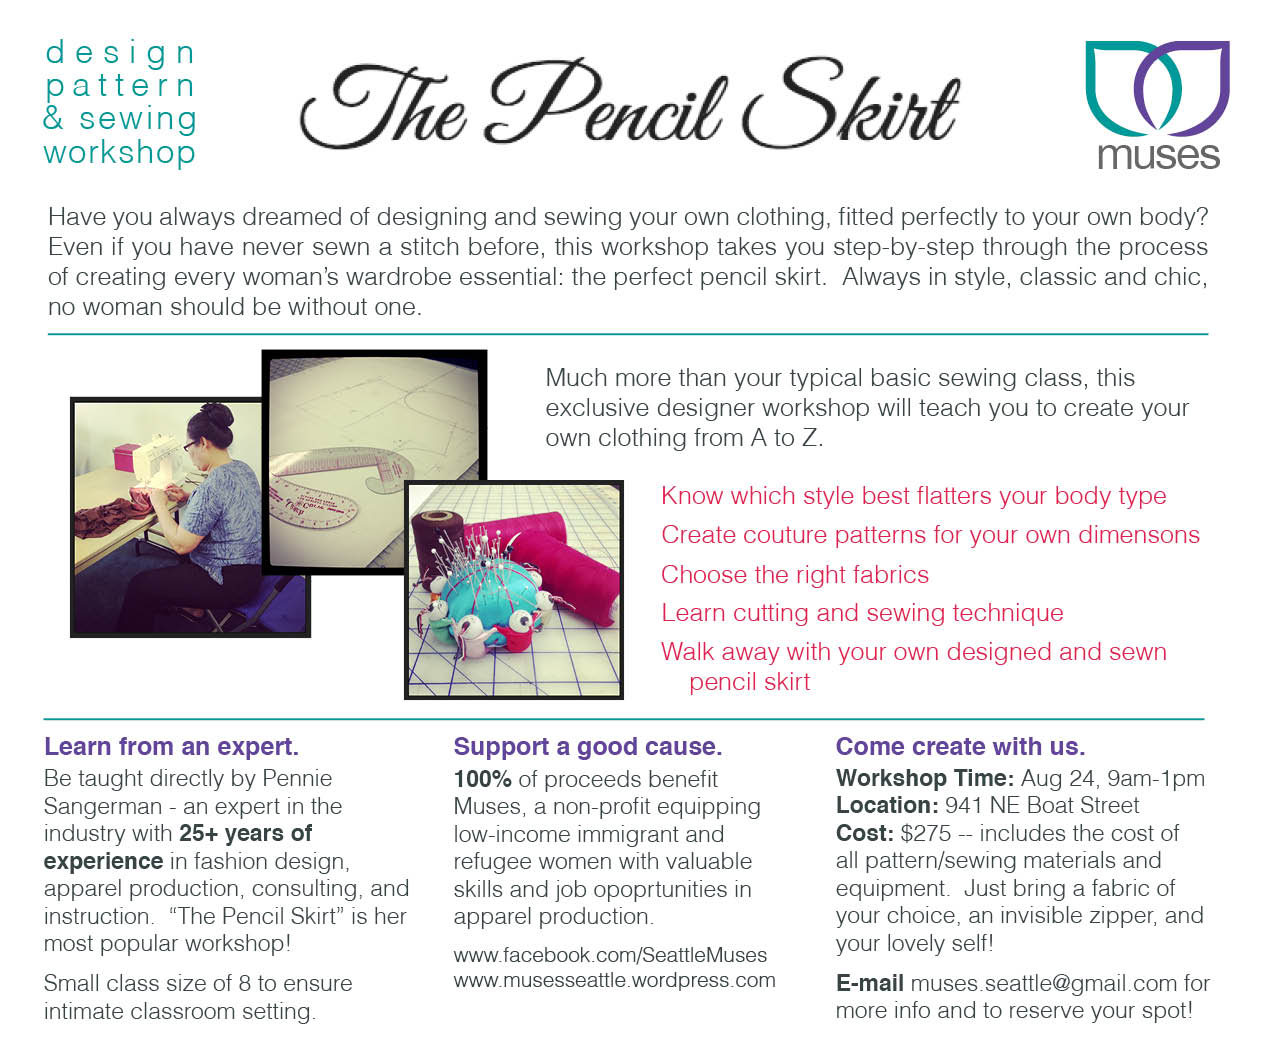 design
pattern
& sewing
workshop
The Pencil Skirt
muses
Have you always dreamed of designing and sewing your own clothing, fitted perfectly to your own body?
Even if you have never sewn a stitch before, this workshop takes you step-by-step through the process
of creating every woman's wardrobe essential: the perfect pencil skirt.  Always in style, classic and chic,
no woman should be without one.
Much more than your typical basic sewing class, this
exclusive designer workshop will teach you to create your
own clothing from A to Z.
Know which style best flatters your body type
Create couture patterns for your own dimensons
Choose the right fabrics
Learn cutting and sewing technique
Walk away with your own designed and sewn
pencil skirt
Learn from an expert.
Be taught directly by Pennie
Sangerman - an expert in the
industry with 25+ years of
experience in fashion design,
apparel production, consulting, and
instruction.  “The Pencil Skirt” is her
most popular workshop!
Small class size of 8 to ensure
intimate classroom setting.
Support a good cause.
100% of proceeds benefit
Muses, a non-profit equipping
low-income immigrant and
refugee women with valuable
skills and job opoprtunities in
apparel production.
www.facebook.com/SeattleMuses
www.musesseattle.wordpress.com
Come create with us.
Workshop Time: Aug 24, 9am-1pm
Location: 941 NE Boat Street
Cost: $275 -- includes the cost of
all pattern/sewing materials and
equipment.  Just bring a fabric of
your choice, an invisible zipper, and
your lovely self!
E-mail muses.seattle@gmail.com for
more info and to reserve your spot!